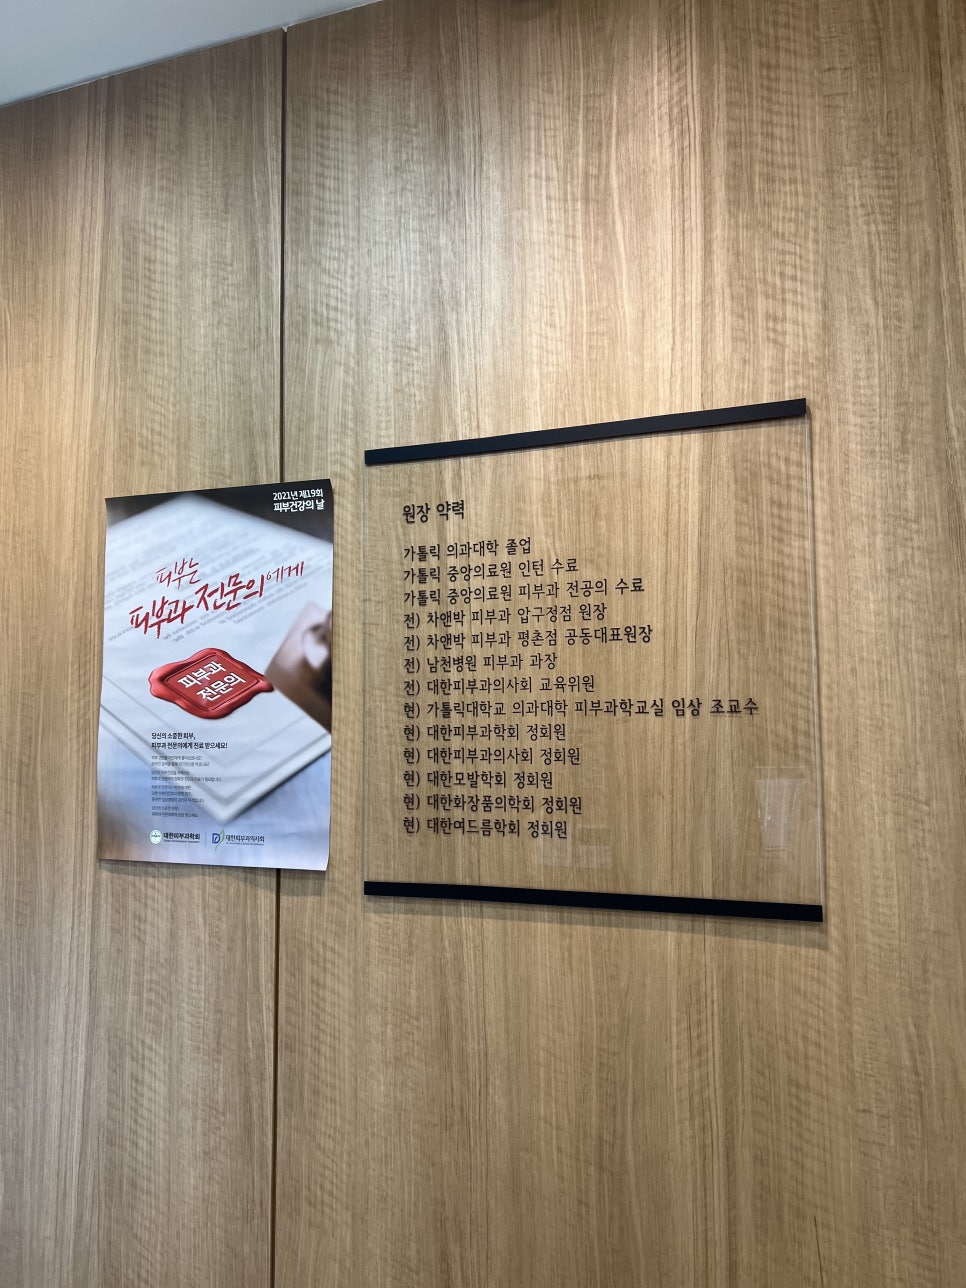 2021년 제19회
피부건강의 날
피부는
피부과 전문의에게
피부과
전문의
당신의 소중한 피부,
피부과 전문의에게 진료 받으세요!
대한피부과학회
대한피부과의사회
원장 약력
가톨릭 의과대학 졸업
가톨릭 중앙의료원 인턴 수료
가톨릭 중앙의료원 피부과 전공의 수료
전) 차앤박 피부과 압구정점 원장
전) 차앤박 피부과 평촌점 공동대표원장
전) 남천병원 피부과 과장
전) 대한피부과의사회 교육위원
현) 가톨릭대학교 의과대학 피부과학교실 임상 조교수
현) 대한피부과학회 정회원
현) 대한피부과의사회 정회원
현) 대한모발학회 정회원
현) 대한화장품의학회 정회원
현) 대한여드름학회 정회원